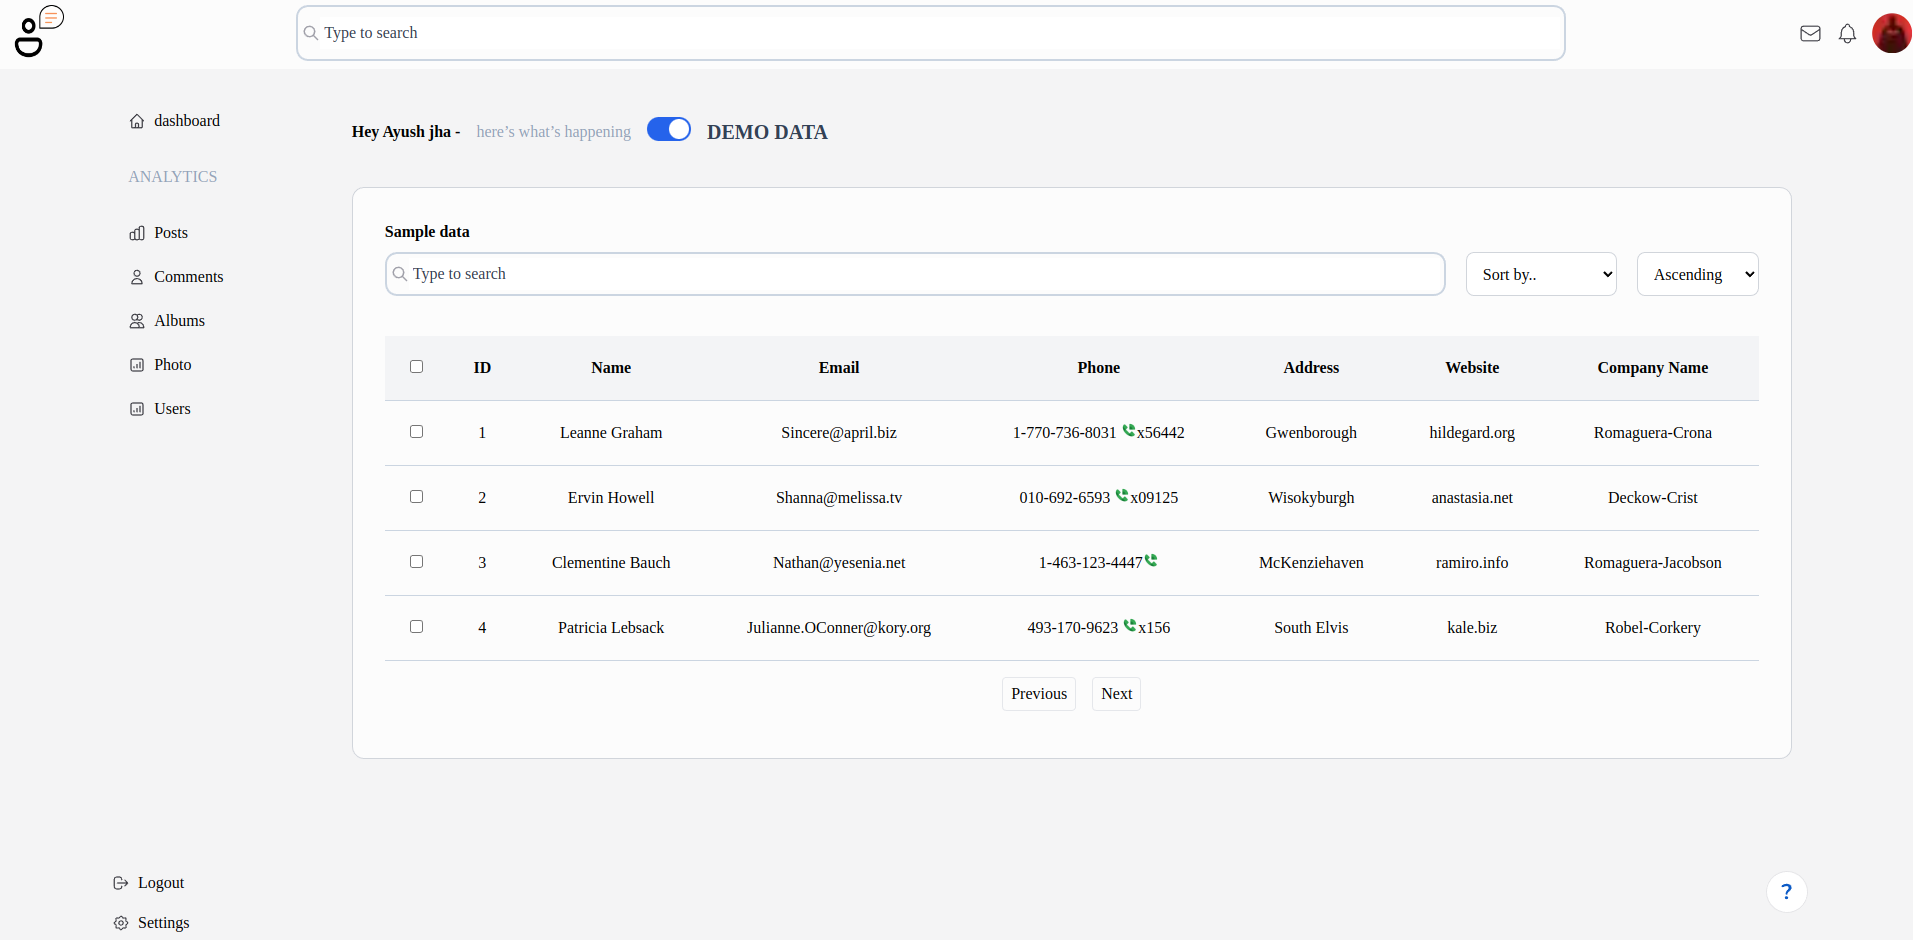 Type to search
dashboard
ANALYTICS
Posts
Comments
Albums
Photo
Users
Logout
Settings
Hey Ayush jha - here’s what’s happening DEMO DATA
Sample data
Type to search Sort by.. Ascending
ID Name Email Phone Address Website Company Name
1 Leanne Graham Sincere@april.biz 1-770-736-8031 x56442 Gwenborough hildegard.org Romaguera-Crona
2 Ervin Howell Shanna@melissa.tv 010-692-6593 x09125 Wisokyburgh anastasia.net Deckow-Crist
3 Clementine Bauch Nathan@yesenia.net 1-463-123-4447 McKenziehaven ramiro.info Romaguera-Jacobson
4 Patricia Lebsack Julianne.OConner@kory.org 493-170-9623 x156 South Elvis kale.biz Robel-Corkery
Previous Next
?